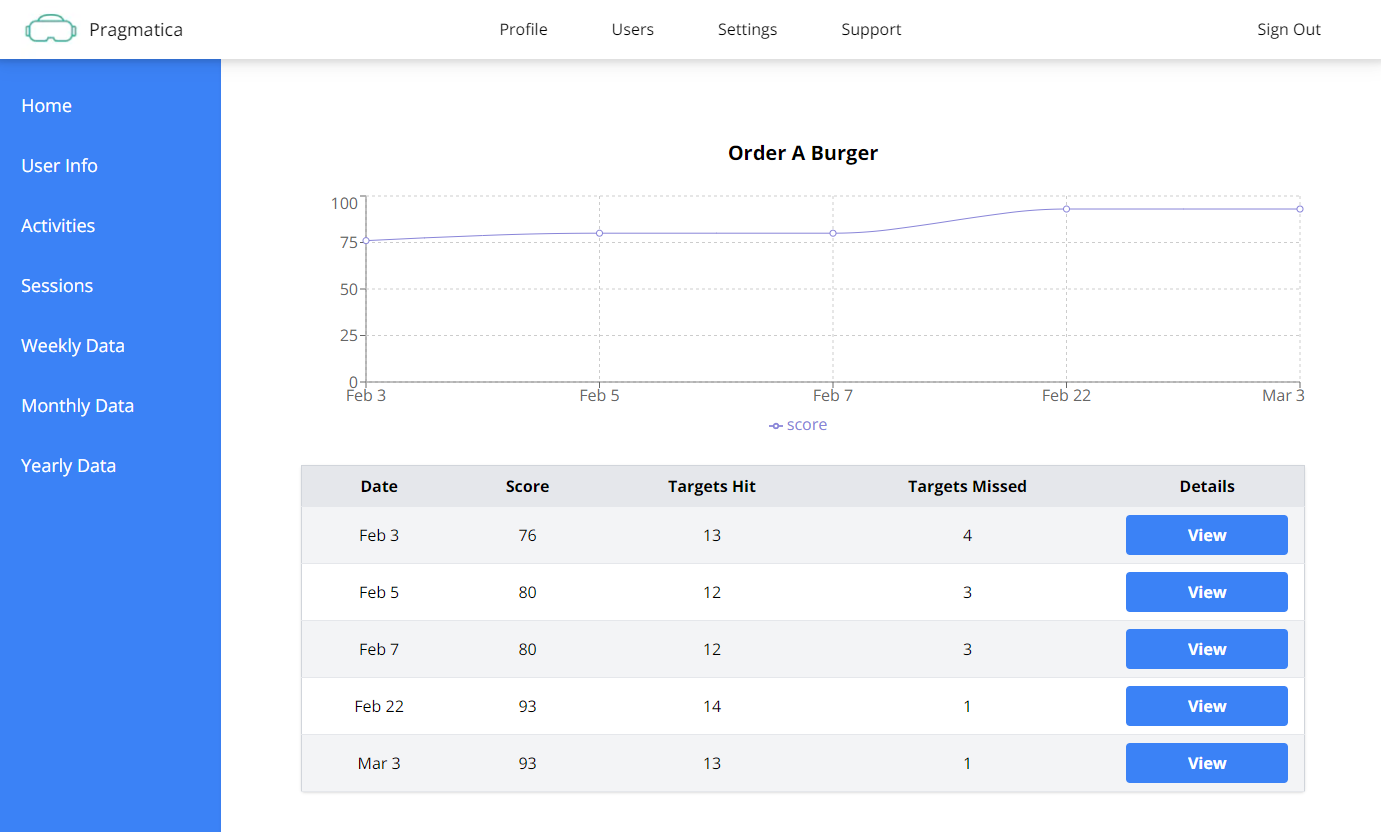 Pragmatica Profile Users Settings Support Sign Out
Home
User Info
Activities
Sessions
Weekly Data
Monthly Data
Yearly Data
Order A Burger
100
75
50
25
0
Feb 3 Feb 5 Feb 7 Feb 22 Mar 3
score
Date Score Targets Hit Targets Missed Details
Feb 3 76 13 4 View
Feb 5 80 12 3 View
Feb 7 80 12 3 View
Feb 22 93 14 1 View
Mar 3 93 13 1 View